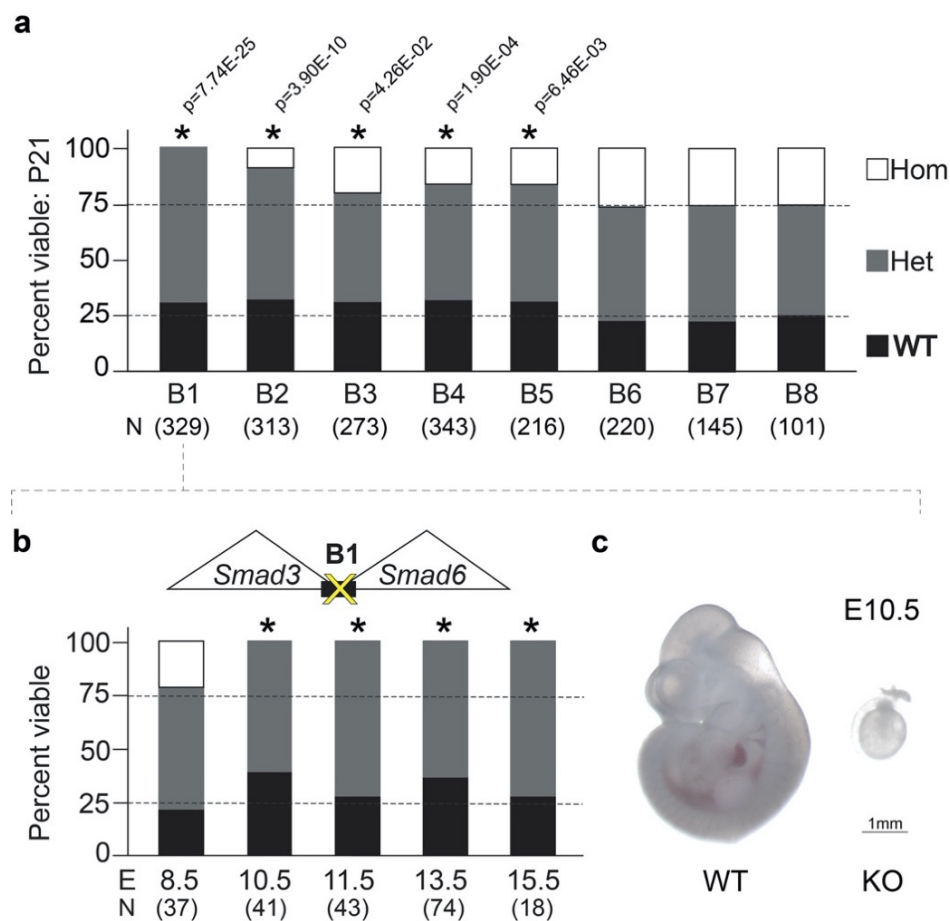 a
p=7.74E-25 p=3.90E-10 p=4.26E-02 p=1.90E-04 p=6.46E-03
* * * * *
Percent viable: P21
100
75
50
25
0
Hom
Het
WT
B1 B2 B3 B4 B5 B6 B7 B8
N (329) (313) (273) (343) (216) (220) (145) (101)
b
B1
Smad3 Smad6
* * * *
Percent viable
100
75
50
25
0
E 8.5 10.5 11.5 13.5 15.5
N (37) (41) (43) (74) (18)
c
E10.5
1mm
WT KO